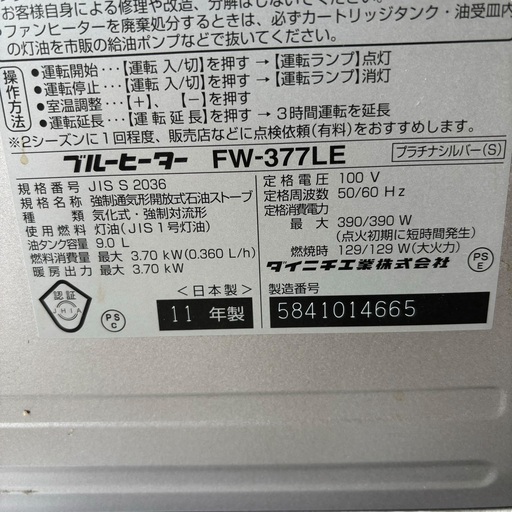 お客様自身による修理や改造、分解はしないでください。
・ファンヒーターを廃棄処分するときは、必ずカートリッジタンク・油受皿内
の灯油を市販の給油ポンプなどで抜いてください。
操作方法
●運転開始…【運転 入/切】を押す→【運転ランプ】点灯
●運転停止…【運転 入/切】を押す→【運転ランプ】消灯
●室温調整…【＋】、【−】を押す
●運転延長…【運転延長】を押す→3時間運転を延長
※2シーズンに1回程度、販売店などに点検依頼(有料)をおすすめします。
ブルーヒーター FW-377LE プラチナシルバー(S)
規格番号 JIS S 2036
規格名称 強制通気形開放式石油ストーブ
種類 気化式・強制対流形
使用燃料 灯油(JIS1号灯油)
油タンク容量 9.0 L
燃料消費量 最大 3.70 kW(0.360 L/h)
暖房出力 最大 3.70 kW
定格電圧 100 V
定格周波数 50/60 Hz
定格消費電力
最大 390/390 W
(点火初期に短時間発生)
燃焼時 129/129 W(大火力)
ダイニチ工業株式会社
PS
E
認証
JHIA
PS
C
<日本製>
11年製
製造番号
5841014665